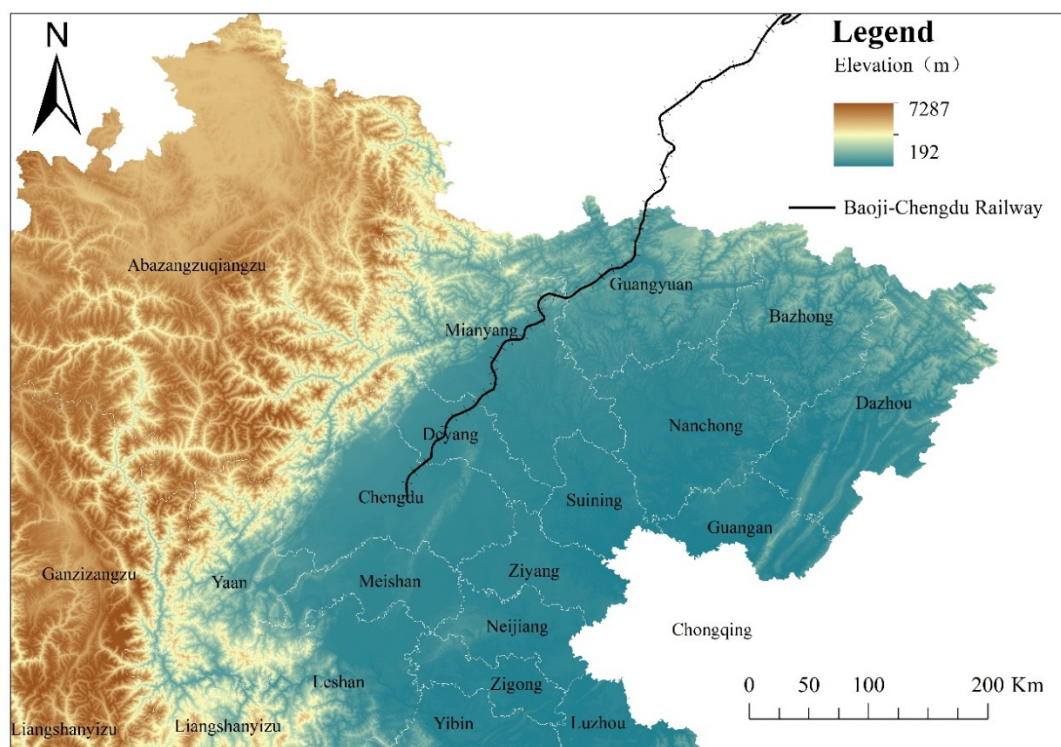 N
Legend
Elevation（m）
7287
192
Baoji-Chengdu Railway
Abazangzuqiangzu
Guangyuan
Bazhong
Mianyang
Dazhou
Nanchong
Deyang
Chengdu
Suining
Guangan
Ganzizangzu
Yaan
Meishan
Ziyang
Neijiang
Chongqing
Leshan
Zigong
0 50 100 200 Km
Liangshanyizu
Liangshanyizu
Yibin
Luzhou